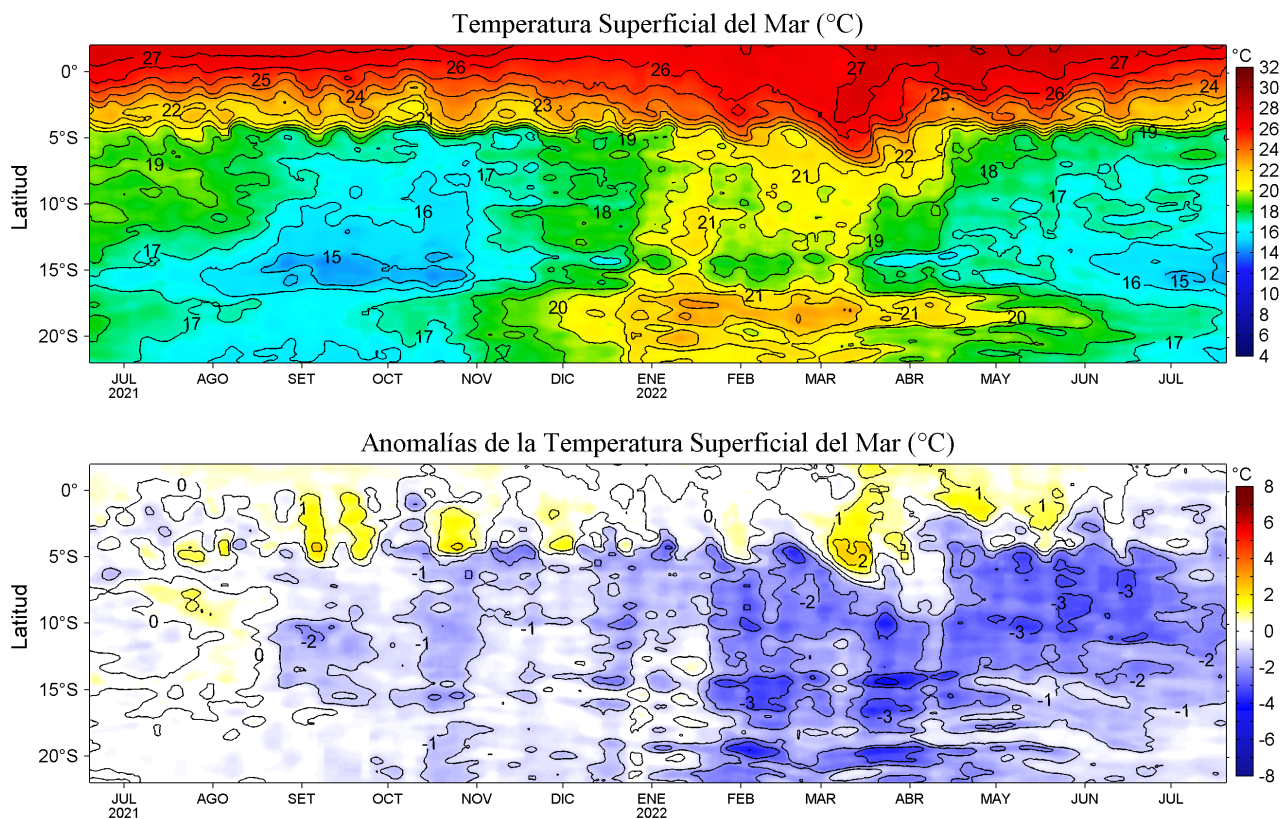 Temperatura Superficial del Mar (°C)
°C
32
30
28
26
24
22
20
18
16
14
12
10
8
6
4
Latitud
0°
5°S
10°S
15°S
20°S
27 25 26 26 27 27
24 22 24 23 25 26
21 19 19 19 22 18
19 17 21 17
16 18 21 19
17 15 16 15
17 20 21 21 20
17 17
JUL AGO SET OCT NOV DIC ENE FEB MAR ABR MAY JUN JUL
2021 2022
Anomalías de la Temperatura Superficial del Mar (°C)
°C
8
6
4
2
0
-2
-4
-6
-8
Latitud
0°
5°S
10°S
15°S
20°S
0 1 0 1 1 1
-1 2 -2 -3 -3
0 -2 -1 -1 -3
0 -2 -2
-3 -3 -1 -1
-1
JUL AGO SET OCT NOV DIC ENE FEB MAR ABR MAY JUN JUL
2021 2022